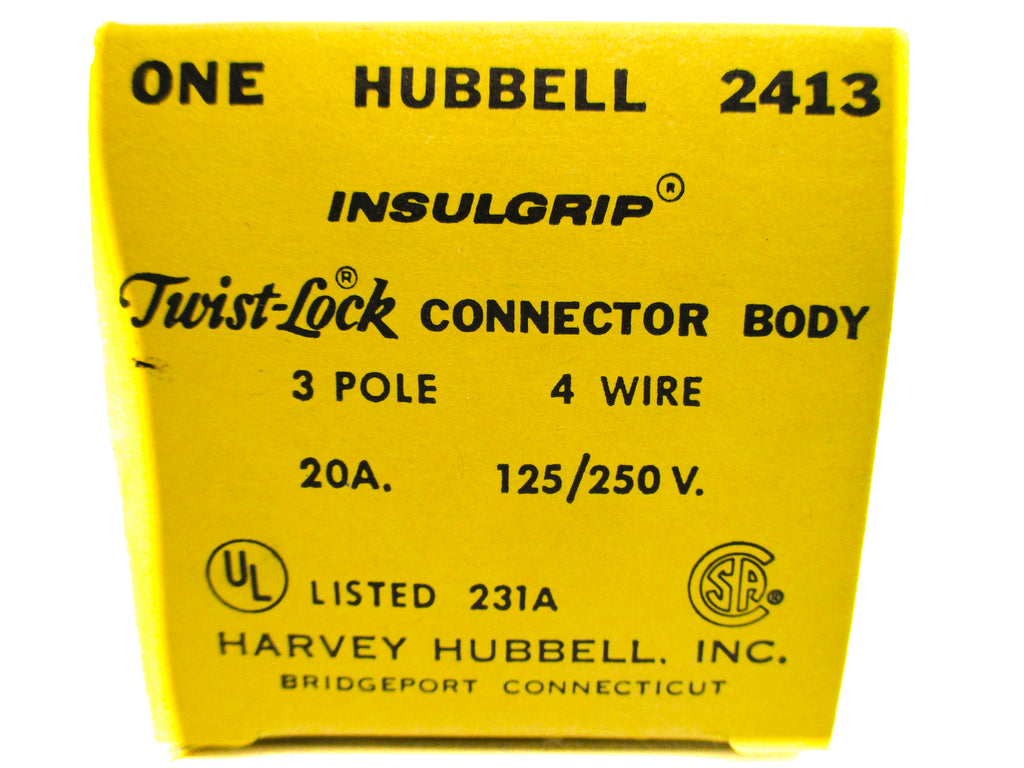 ONE HUBBELL 2413
INSULGRIP®
Twist-Lock® CONNECTOR BODY
3 POLE 4 WIRE
20A. 125/250 V.
UL LISTED 231A CSA®
HARVEY HUBBELL, INC.
BRIDGEPORT CONNECTICUT